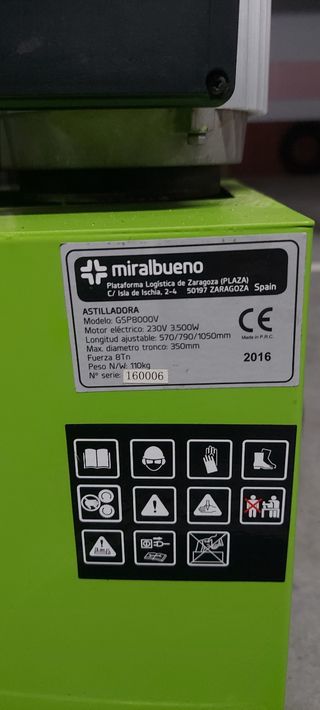 miralbueno
Plataforma Logística de Zaragoza (PLAZA)
C/ Isla de Ischia, 2-4 50197 ZARAGOZA Spain
ASTILLADORA
Modelo: GSP8000V
Motor eléctrico: 230V 3.500W
Longitud ajustable: 570/790/1050mm
Max. diametro tronco: 350mm
Fuerza 8Tn
Peso N/W: 110kg
Nº serie: 160006
CE
Made in P.R.C.
2016